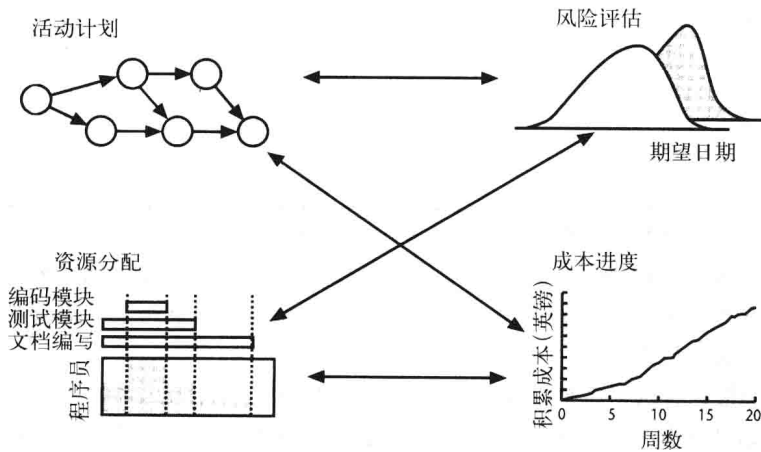 活动计划
风险评估
期望日期
资源分配
编码模块
测试模块
文档编写
程序员
成本进度
积累成本(英镑)
0 5 10 15 20
周数